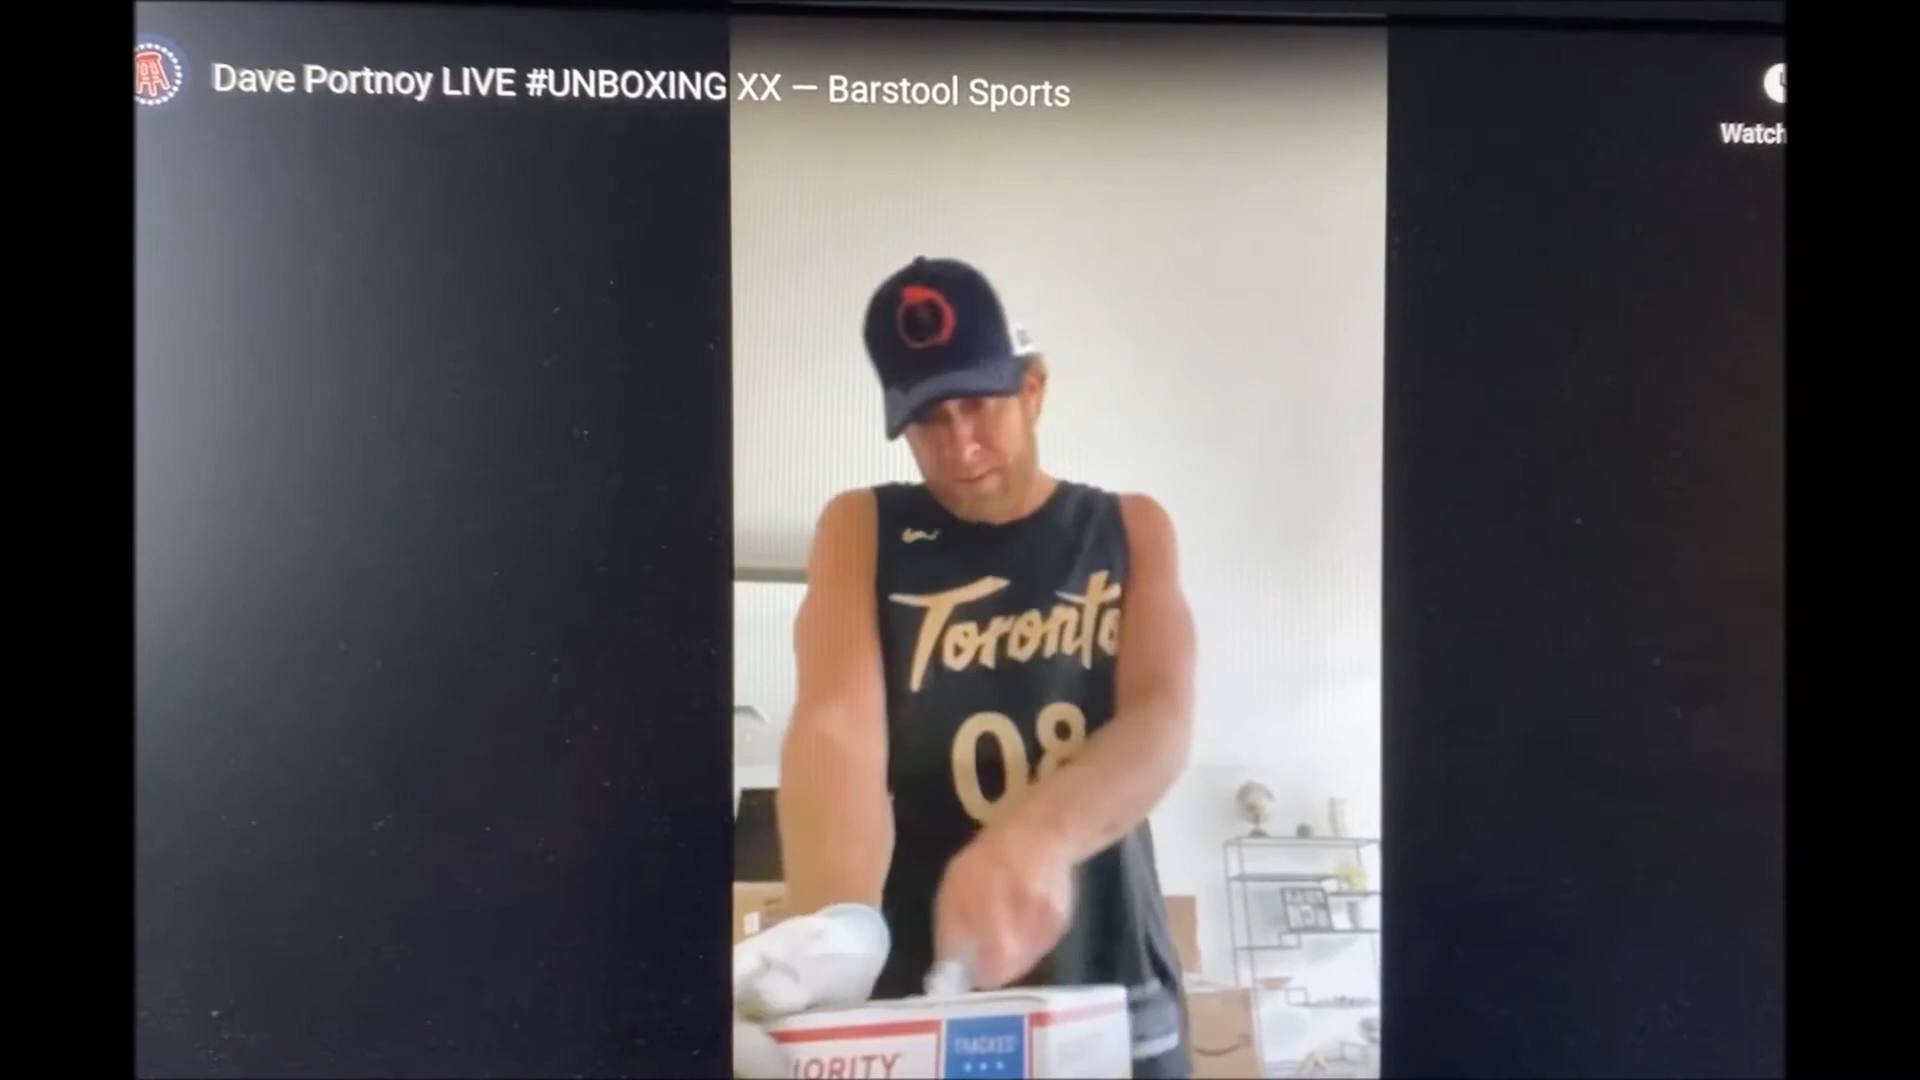 Dave Portnoy LIVE #UNBOXING XX — Barstool Sports
Watch
Toronto
08
IORITY
TRACKED